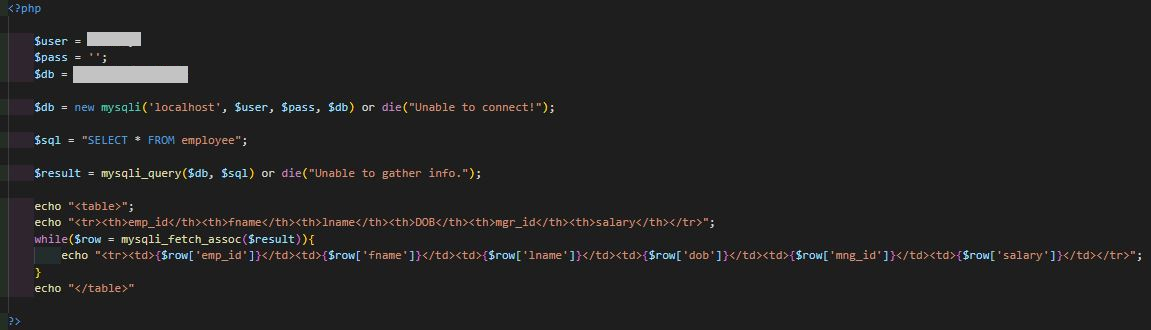 <?php
$user =
$pass = '';
$db =
$db = new mysqli('localhost', $user, $pass, $db) or die("Unable to connect!");
$sql = "SELECT * FROM employee";
$result = mysqli_query($db, $sql) or die("Unable to gather info.");
echo "<table>";
echo "<tr><th>emp_id</th><th>fname</th><th>lname</th><th>DOB</th><th>mgr_id</th><th>salary</th></tr>";
while($row = mysqli_fetch_assoc($result)){
echo "<tr><td>{$row['emp_id']}</td><td>{$row['fname']}</td><td>{$row['lname']}</td><td>{$row['dob']}</td><td>{$row['mng_id']}</td><td>{$row['salary']}</td></tr>";
}
echo "</table>"
?>